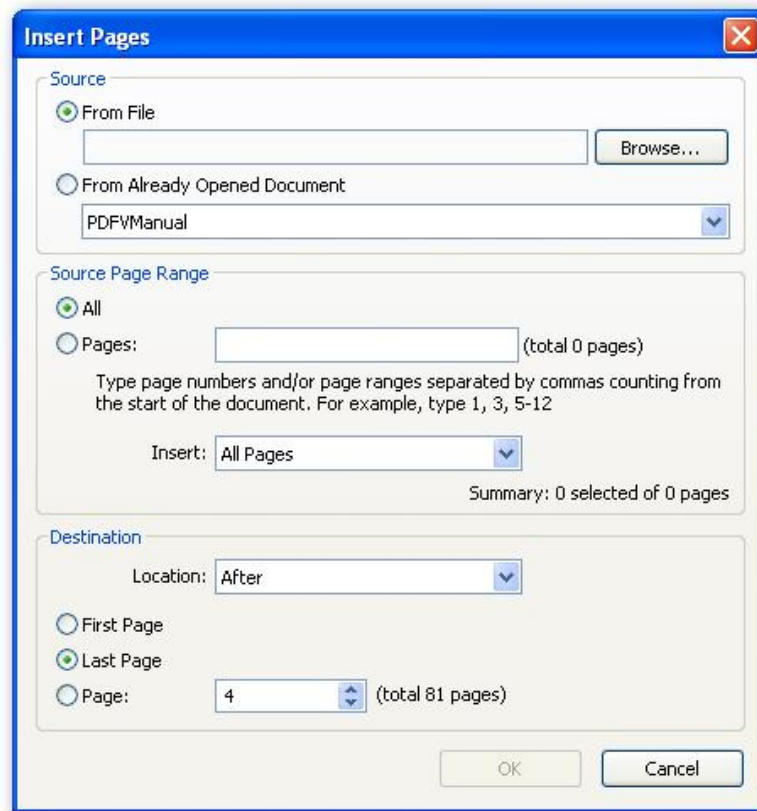 Insert Pages
Source
From File
Browse...
From Already Opened Document
PDFVManual
Source Page Range
All
Pages: (total 0 pages)
Type page numbers and/or page ranges separated by commas counting from
the start of the document. For example, type 1, 3, 5-12
Insert: All Pages
Summary: 0 selected of 0 pages
Destination
Location: After
First Page
Last Page
Page: 4 (total 81 pages)
OK Cancel